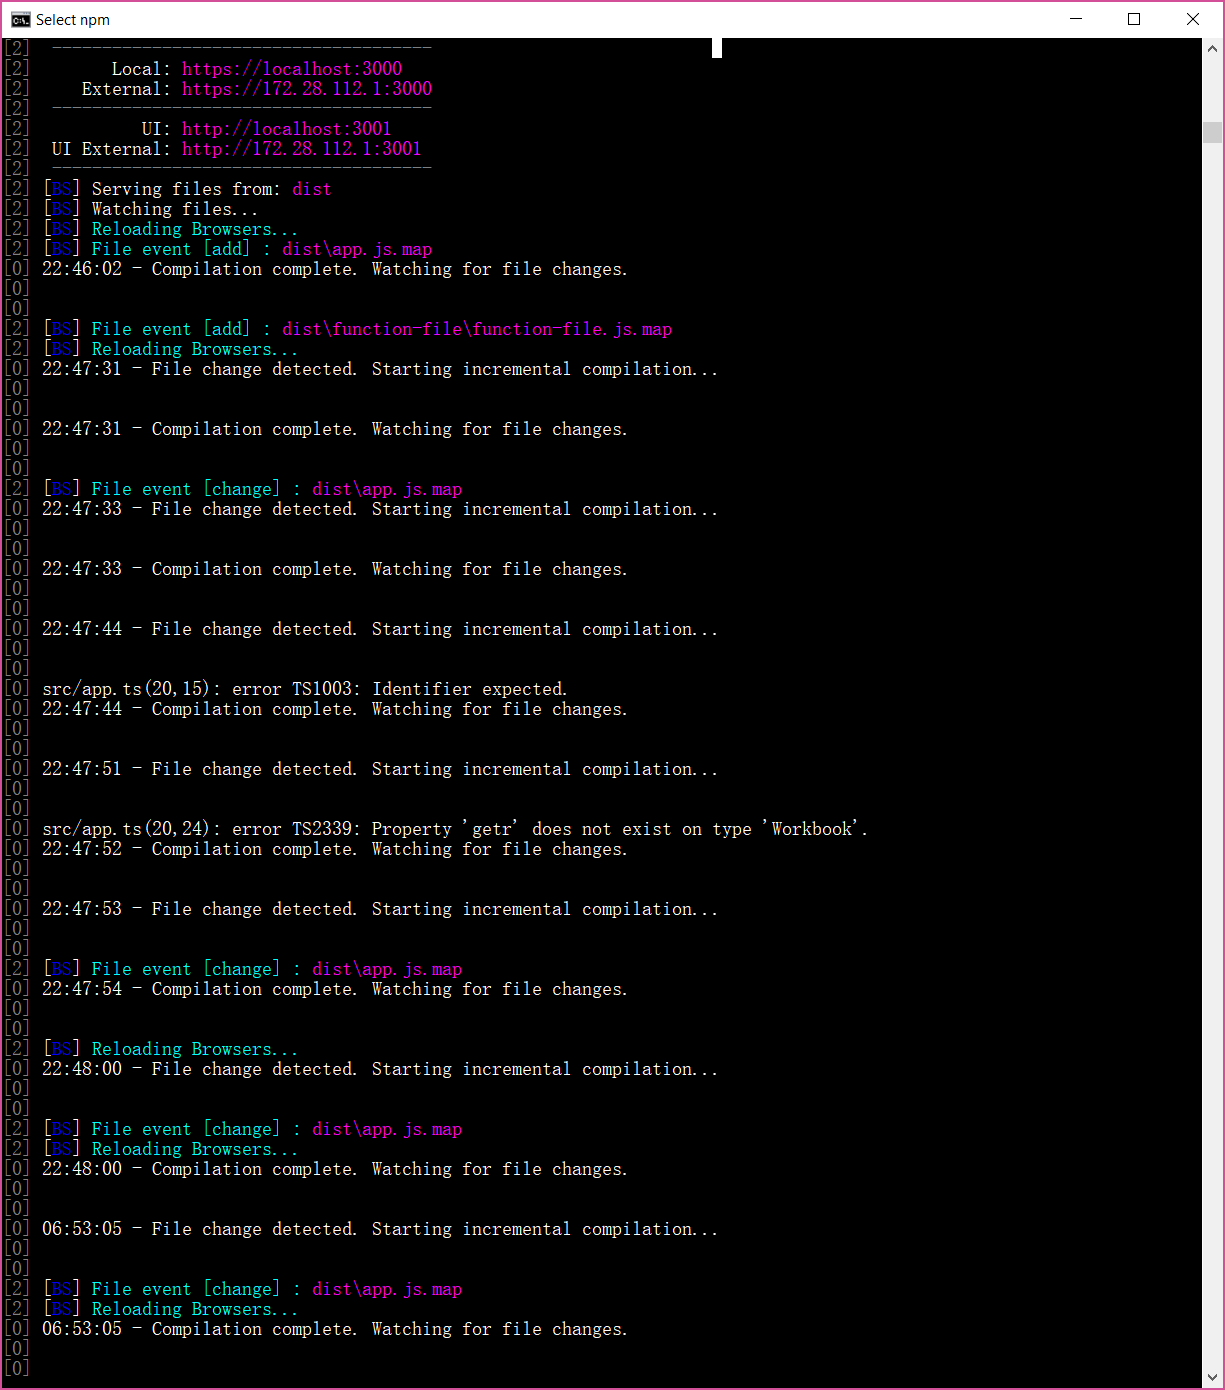 Select npm
[2]  --------------------------------------
[2]        Local: https://localhost:3000
[2]     External: https://172.28.112.1:3000
[2]  --------------------------------------
[2]           UI: http://localhost:3001
[2]  UI External: http://172.28.112.1:3001
[2]  --------------------------------------
[2] [BS] Serving files from: dist
[2] [BS] Watching files...
[2] [BS] Reloading Browsers...
[2] [BS] File event [add] : dist\app.js.map
[0] 22:46:02 - Compilation complete. Watching for file changes.
[0]
[0]
[2] [BS] File event [add] : dist\function-file\function-file.js.map
[2] [BS] Reloading Browsers...
[0] 22:47:31 - File change detected. Starting incremental compilation...
[0]
[0]
[0] 22:47:31 - Compilation complete. Watching for file changes.
[0]
[0]
[2] [BS] File event [change] : dist\app.js.map
[0] 22:47:33 - File change detected. Starting incremental compilation...
[0]
[0]
[0] 22:47:33 - Compilation complete. Watching for file changes.
[0]
[0]
[0] 22:47:44 - File change detected. Starting incremental compilation...
[0]
[0]
[0] src/app.ts(20,15): error TS1003: Identifier expected.
[0] 22:47:44 - Compilation complete. Watching for file changes.
[0]
[0]
[0] 22:47:51 - File change detected. Starting incremental compilation...
[0]
[0]
[0] src/app.ts(20,24): error TS2339: Property 'getr' does not exist on type 'Workbook'.
[0] 22:47:52 - Compilation complete. Watching for file changes.
[0]
[0]
[0] 22:47:53 - File change detected. Starting incremental compilation...
[0]
[0]
[2] [BS] File event [change] : dist\app.js.map
[0] 22:47:54 - Compilation complete. Watching for file changes.
[0]
[0]
[2] [BS] Reloading Browsers...
[0] 22:48:00 - File change detected. Starting incremental compilation...
[0]
[0]
[2] [BS] File event [change] : dist\app.js.map
[2] [BS] Reloading Browsers...
[0] 22:48:00 - Compilation complete. Watching for file changes.
[0]
[0]
[0] 06:53:05 - File change detected. Starting incremental compilation...
[0]
[0]
[2] [BS] File event [change] : dist\app.js.map
[2] [BS] Reloading Browsers...
[0] 06:53:05 - Compilation complete. Watching for file changes.
[0]
[0]